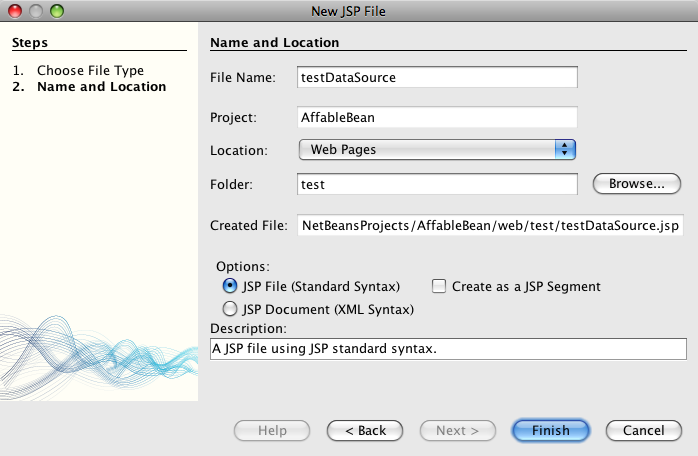 New JSP File
Steps
1. Choose File Type
2. Name and Location
Name and Location
File Name: testDataSource
Project: AffableBean
Location: Web Pages
Folder: test Browse...
Created File: NetBeansProjects/AffableBean/web/test/testDataSource.jsp
Options:
JSP File (Standard Syntax) Create as a JSP Segment
JSP Document (XML Syntax)
Description:
A JSP file using JSP standard syntax.
Help < Back Next > Finish Cancel